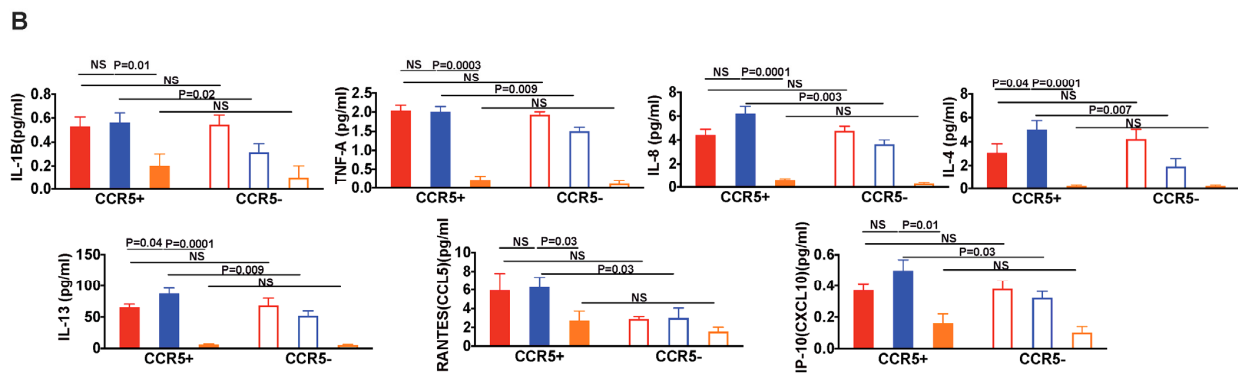 B
NS P=0.01
NS
P=0.02
NS
IL-1B(pg/ml)
0.8
0.6
0.4
0.2
0.0
CCR5+ CCR5-
NS P=0.0003
NS
P=0.009
NS
TNF-A (pg/ml)
2.5
2.0
1.5
1.0
0.5
0.0
CCR5+ CCR5-
NS P=0.0001
NS
P=0.003
NS
IL-8 (pg/ml)
8
6
4
2
0
CCR5+ CCR5-
P=0.04 P=0.0001
NS
P=0.007
NS
IL-4 (pg/ml)
8
6
4
2
0
CCR5+ CCR5-
P=0.04 P=0.0001
NS
P=0.009
NS
IL-13 (pg/ml)
150
100
50
0
CCR5+ CCR5-
NS P=0.03
NS
P=0.03
NS
RANTES(CCL5)(pg/ml)
10
8
6
4
2
0
CCR5+ CCR5-
NS P=0.01
NS
P=0.03
NS
IP-10(CXCL10)(pg/ml)
0.6
0.4
0.2
0.0
CCR5+ CCR5-